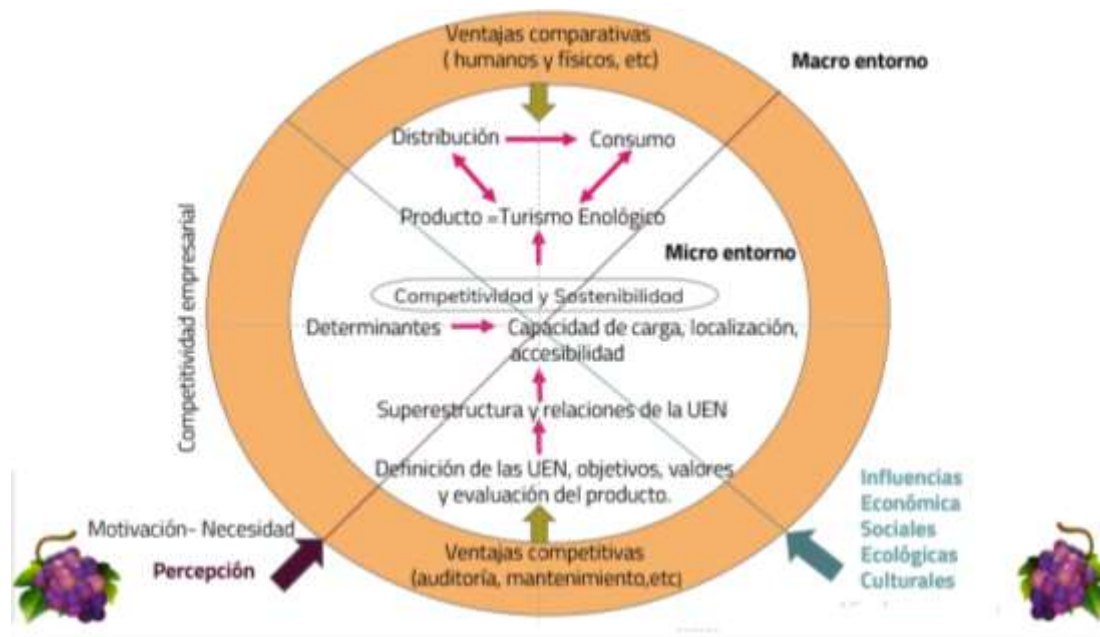 Ventajas comparativas
( humanos y físicos, etc)
Macro entorno
Distribución
Consumo
Producto =Turismo Enológico
Micro entorno
Competitividad y Sostenibilidad
Determinantes
Capacidad de carga, localización,
accesibilidad
Competitividad empresarial
Superestructura y relaciones de la UEN
Definición de las UEN, objetivos, valores
y evaluación del producto.
Influencias
Económica
Sociales
Ecológicas
Culturales
Motivación- Necesidad
Percepción
Ventajas competitivas
(auditoría, mantenimiento,etc)